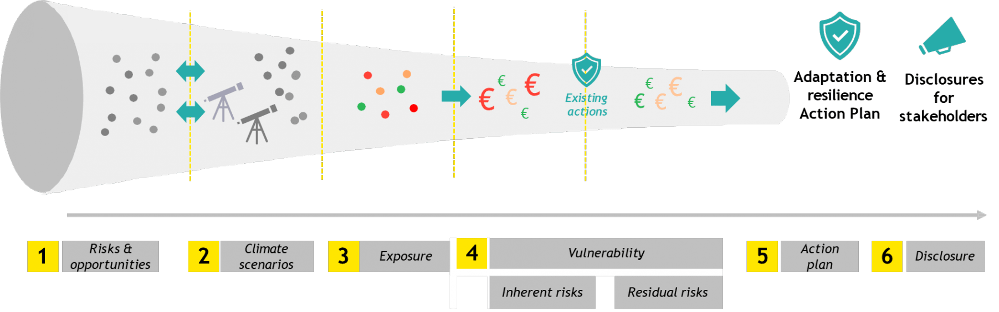 €
€
€
€
€
Existing
actions
€
€
€
€
€
Adaptation &
resilience
Action Plan
Disclosures
for
stakeholders
1
Risks &
opportunities
2
Climate
scenarios
3
Exposure
4
Vulnerability
Inherent risks
Residual risks
5
Action
plan
6
Disclosure